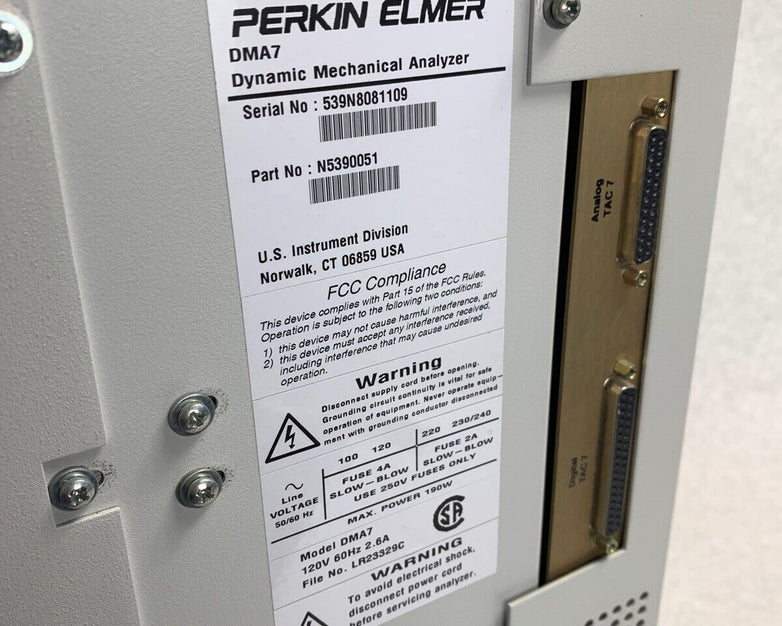 PERKIN ELMER
DMA7
Dynamic Mechanical Analyzer
Serial No : 539N8081109
Part No : N5390051
U.S. Instrument Division
Norwalk, CT 06859 USA
FCC Compliance
This device complies with Part 15 of the FCC Rules.
Operation is subject to the following two conditions:
1) this device may not cause harmful interference, and
2) this device must accept any interference received,
including interference that may cause undesired
operation.
Warning
Disconnect supply cord before opening.
Grounding circuit continuity is vital for safe
operation of equipment. Never operate equip-
ment with grounding conductor disconnected
Line
VOLTAGE
50/60 Hz
100 120
220 230/240
FUSE 4A
SLOW-BLOW
FUSE 2A
SLOW-BLOW
USE 250V FUSES ONLY
MAX. POWER 190W
Model DMA7
120V 60Hz 2.6A
File No. LR23329C
WARNING
To avoid electrical shock,
disconnect power cord
before servicing analyzer.
Analog
TAC 7
Digital
TAC 7